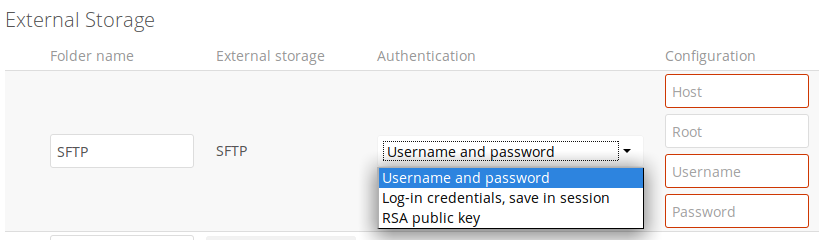 External Storage
Folder name External storage Authentication Configuration
Host
Root
SFTP SFTP Username and password
Username and password
Username
Log-in credentials, save in session
RSA public key
Password